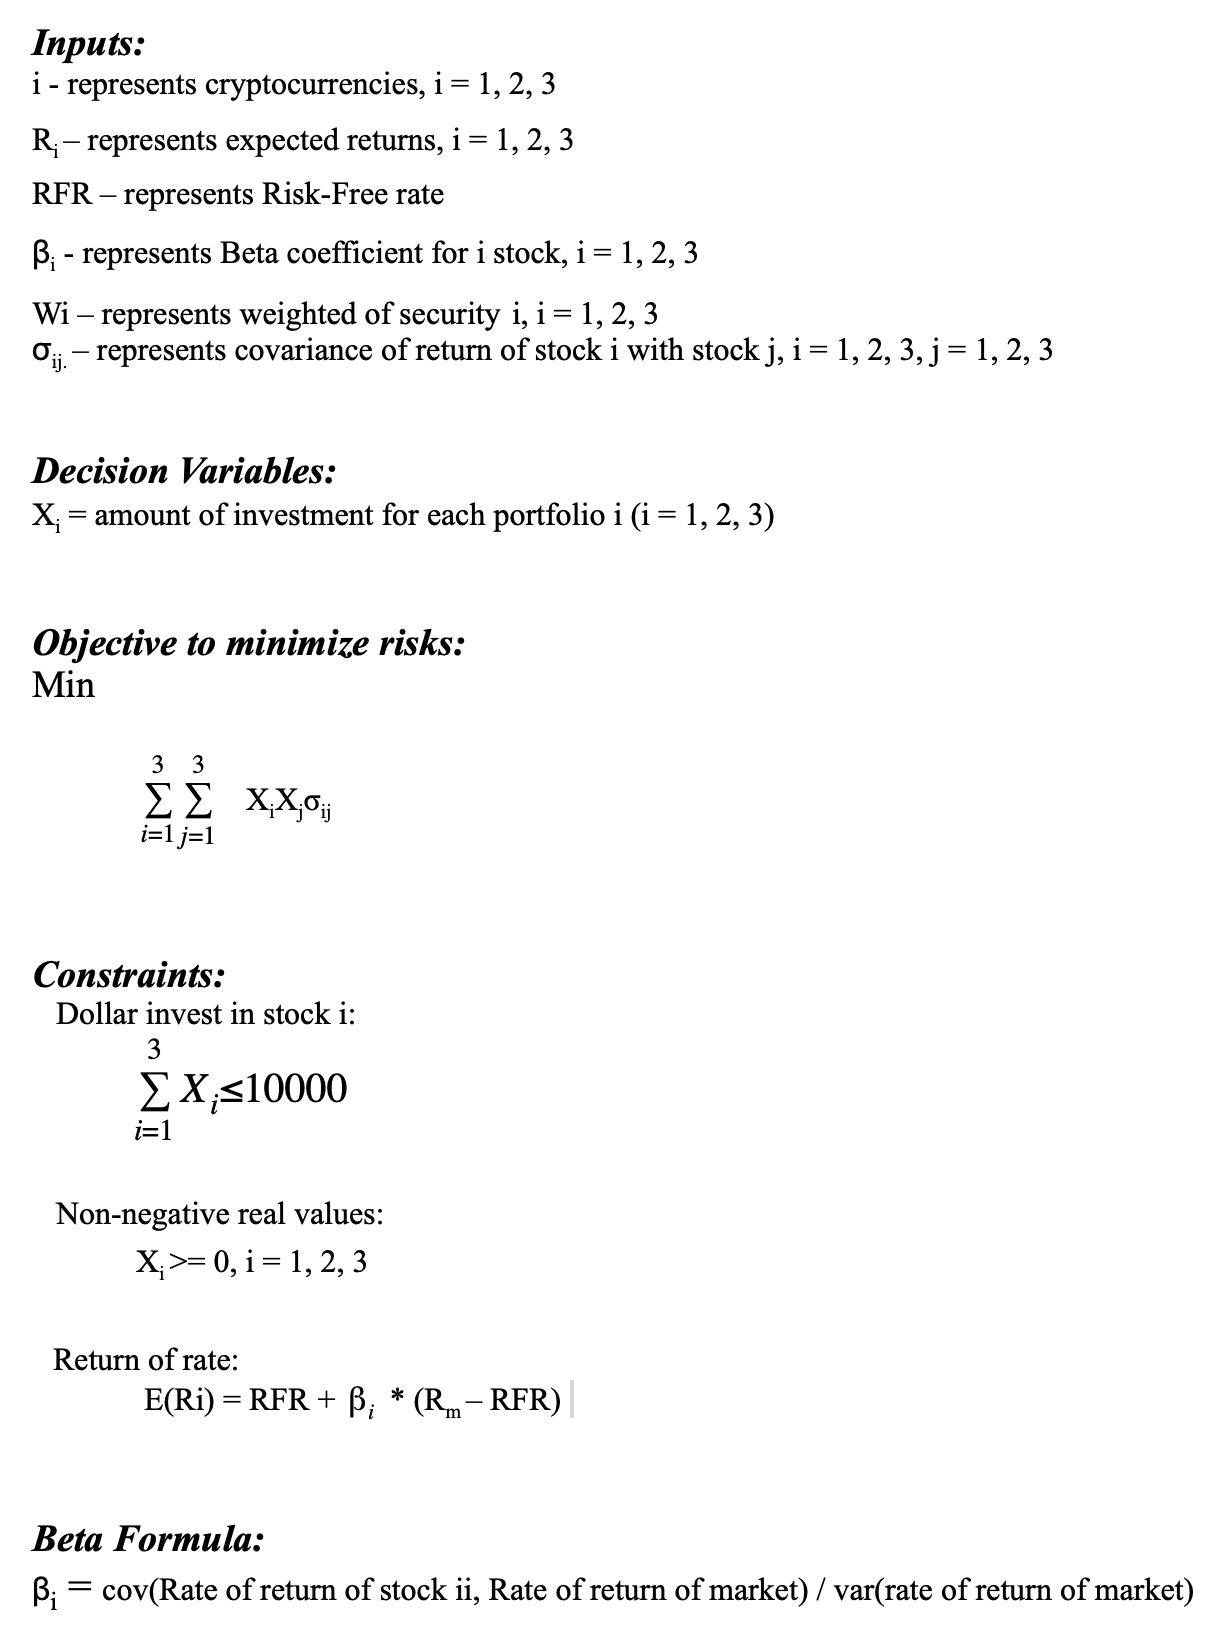 Inputs:
i - represents cryptocurrencies, i = 1, 2, 3
Rᵢ – represents expected returns, i = 1, 2, 3
RFR – represents Risk-Free rate
βᵢ - represents Beta coefficient for i stock, i = 1, 2, 3
Wi – represents weighted of security i, i = 1, 2, 3
σᵢⱼ. – represents covariance of return of stock i with stock j, i = 1, 2, 3, j = 1, 2, 3
Decision Variables:
Xᵢ = amount of investment for each portfolio i (i = 1, 2, 3)
Objective to minimize risks:
Min
3 3
∑ ∑ XᵢXⱼσᵢⱼ
i=1 j=1
Constraints:
Dollar invest in stock i:
3
∑ Xᵢ≤10000
i=1
Non-negative real values:
Xᵢ >= 0, i = 1, 2, 3
Return of rate:
E(Ri) = RFR + βᵢ * (Rₘ – RFR)
Beta Formula:
βᵢ = cov(Rate of return of stock ii, Rate of return of market) / var(rate of return of market)